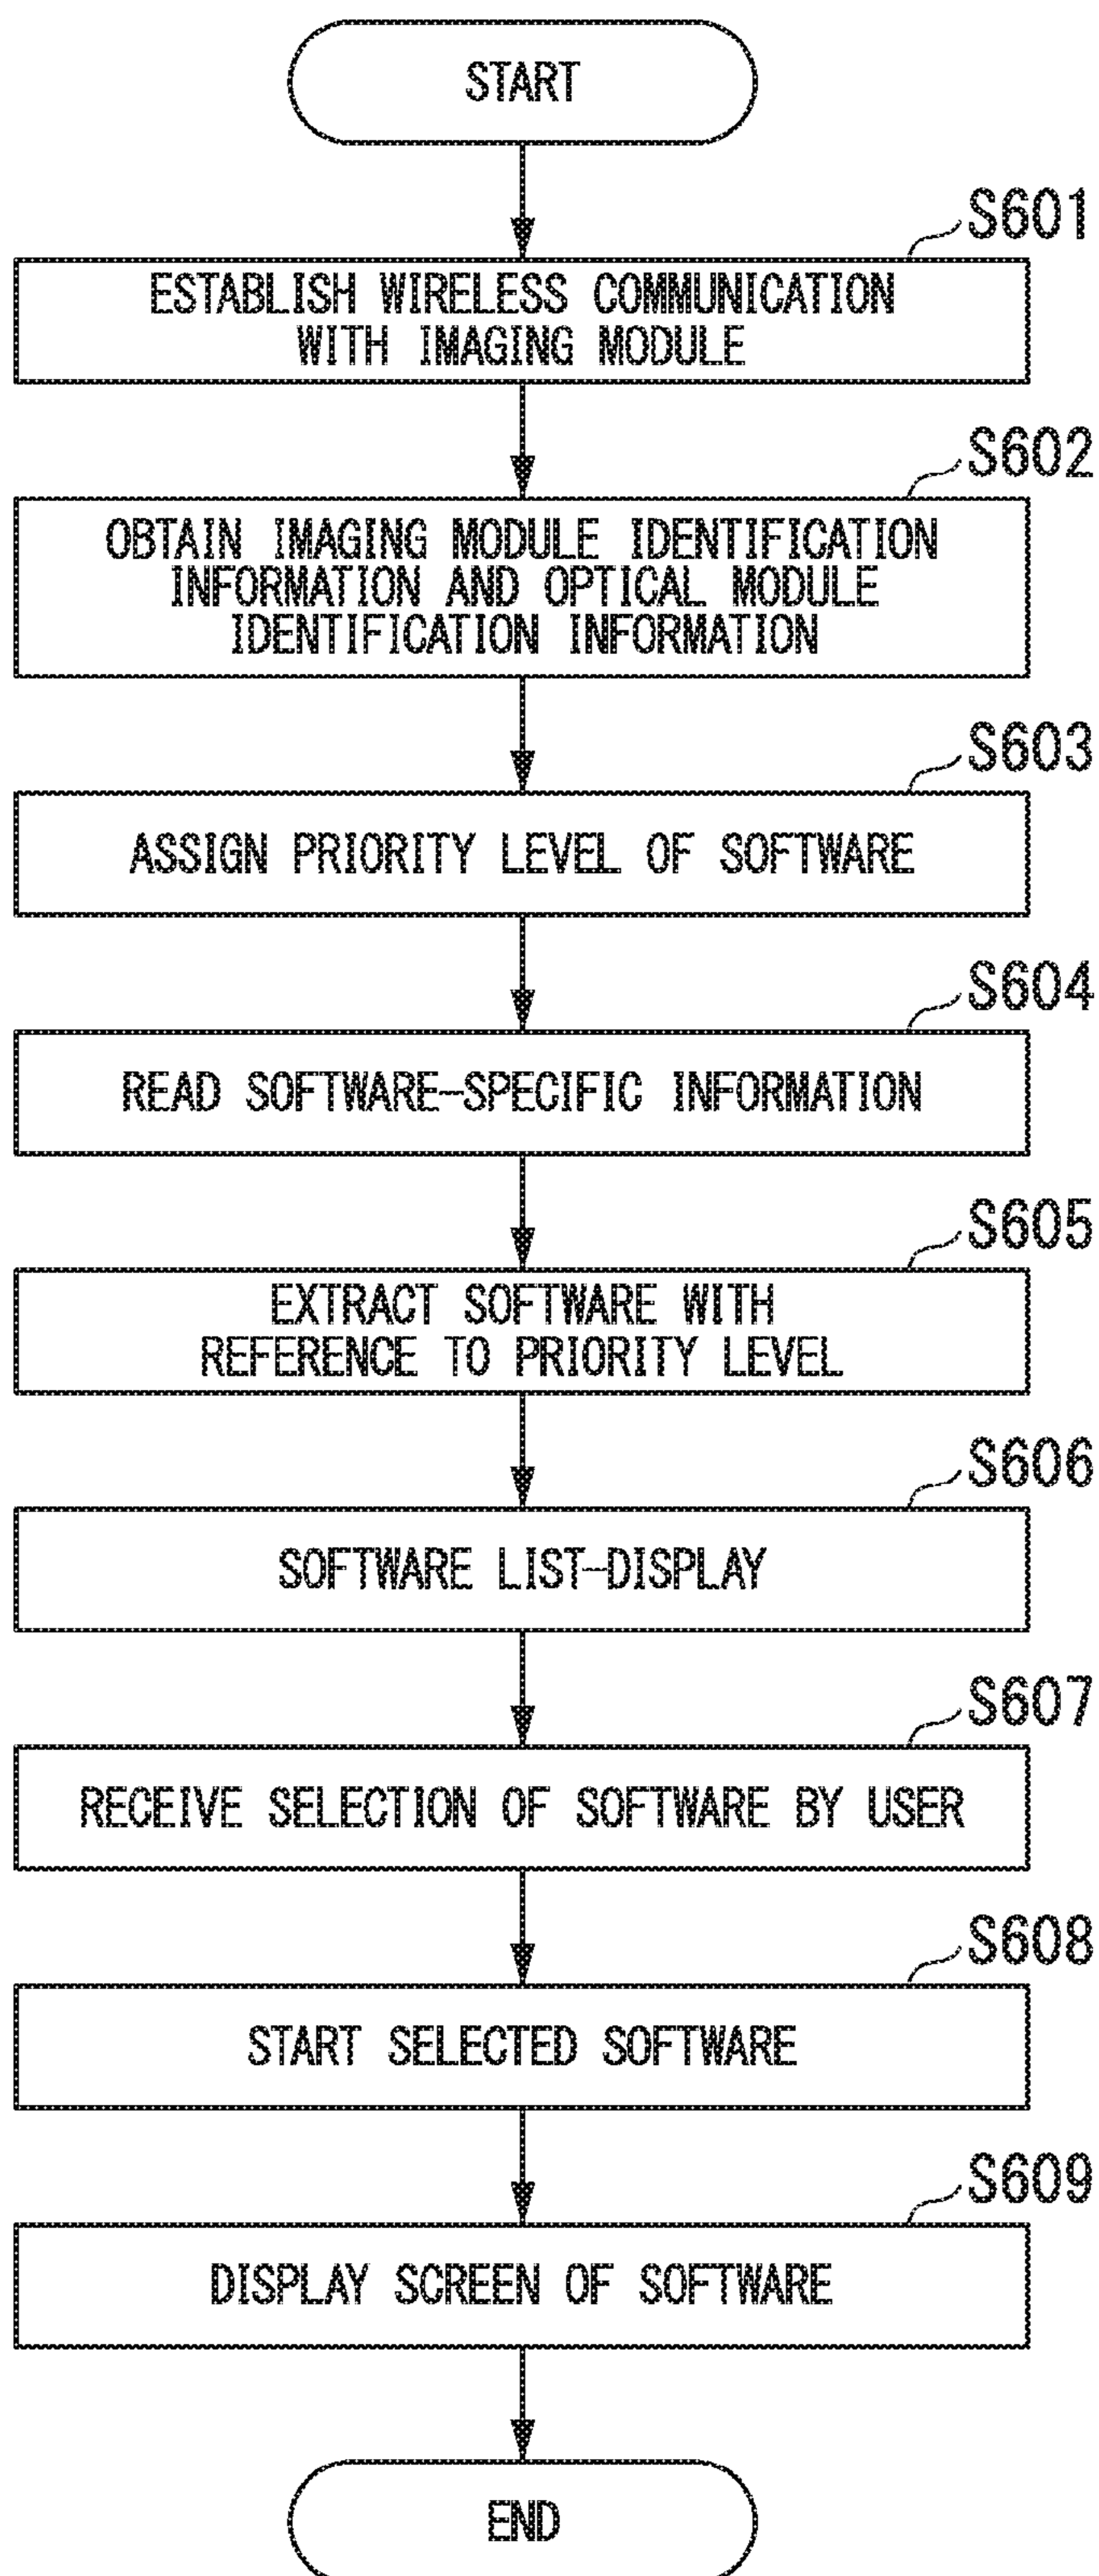 START
S601
ESTABLISH WIRELESS COMMUNICATION
WITH IMAGING MODULE
S602
OBTAIN IMAGING MODULE IDENTIFICATION
INFORMATION AND OPTICAL MODULE
IDENTIFICATION INFORMATION
S603
ASSIGN PRIORITY LEVEL OF SOFTWARE
S604
READ SOFTWARE-SPECIFIC INFORMATION
S605
EXTRACT SOFTWARE WITH
REFERENCE TO PRIORITY LEVEL
S606
SOFTWARE LIST-DISPLAY
S607
RECEIVE SELECTION OF SOFTWARE BY USER
S608
START SELECTED SOFTWARE
S609
DISPLAY SCREEN OF SOFTWARE
END